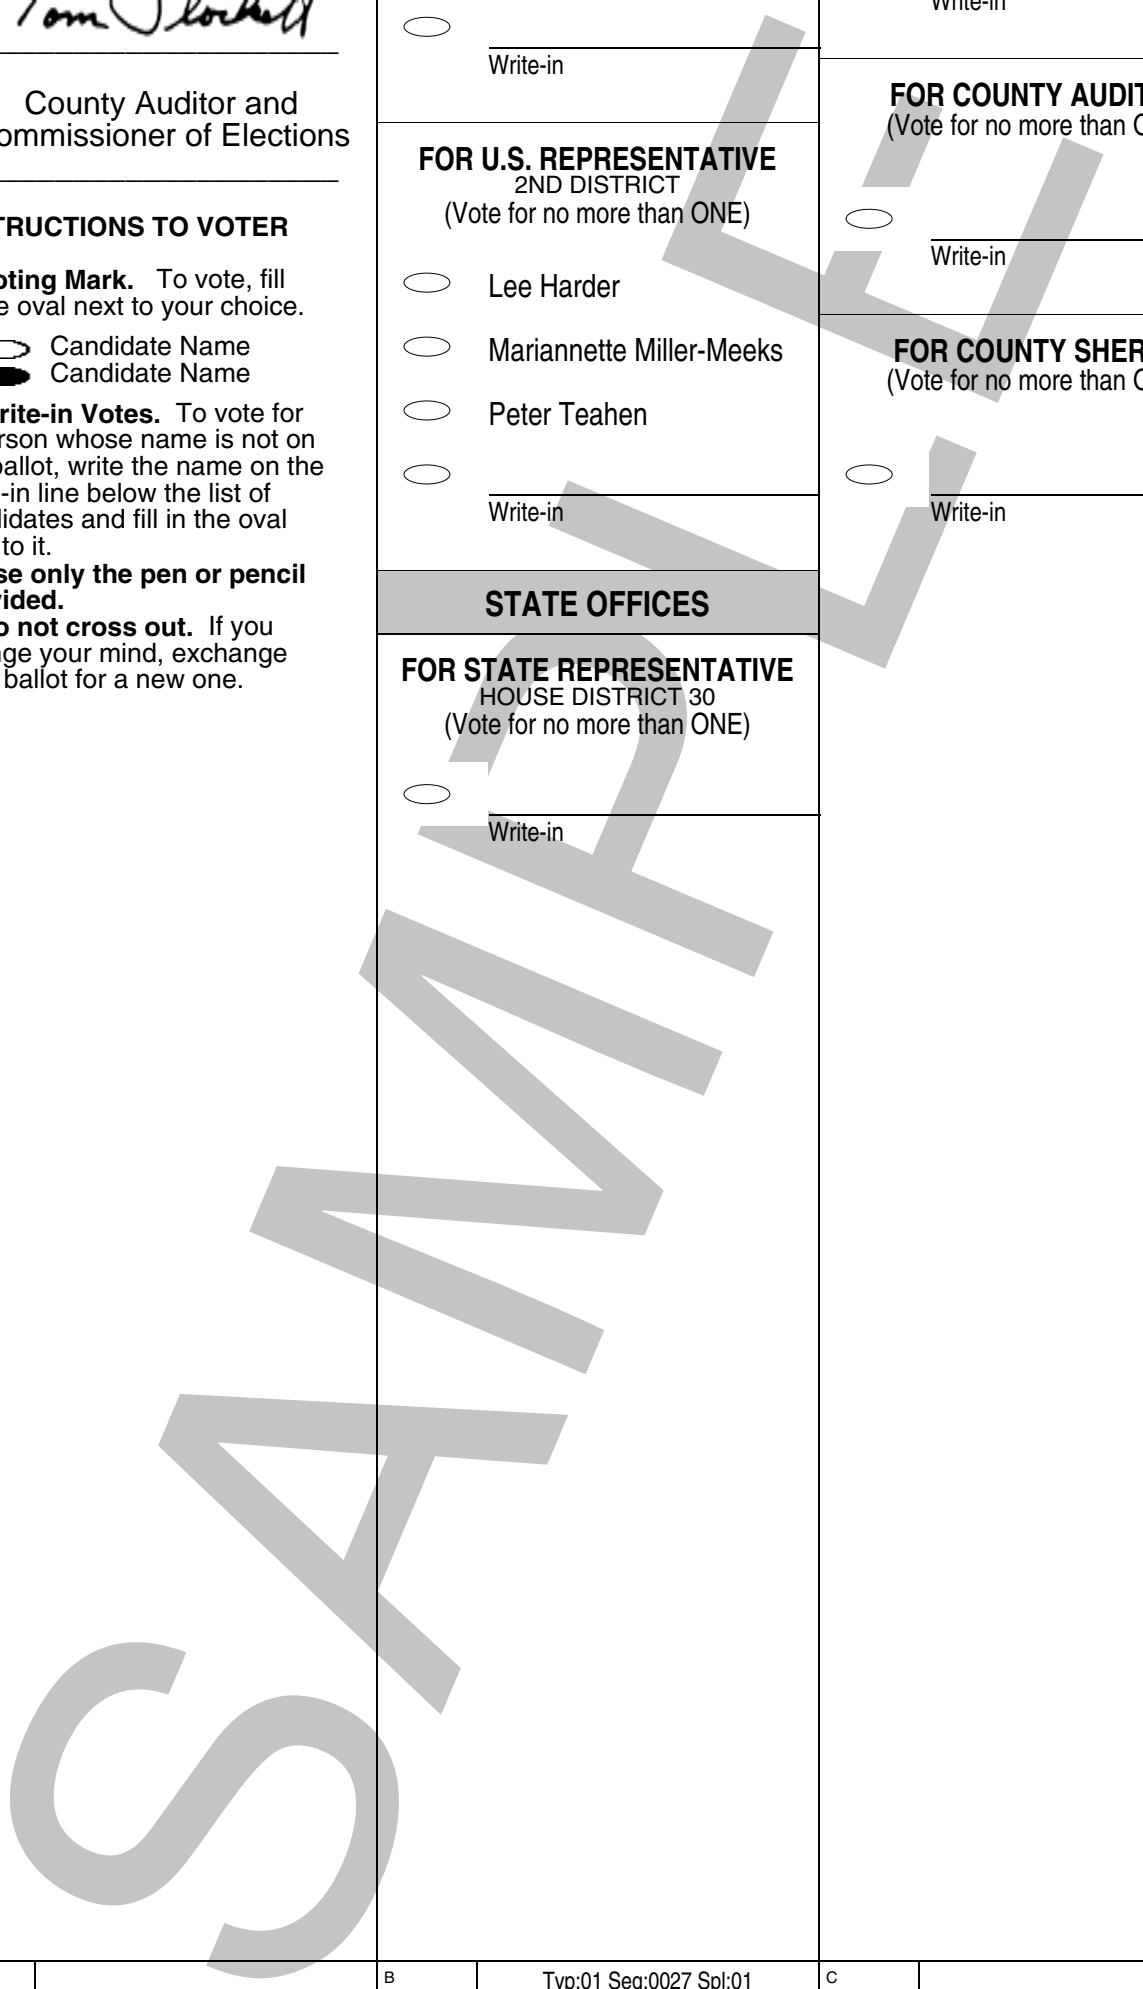 Tom Slockett
County Auditor and
ommissioner of Elections
TRUCTIONS TO VOTER
oting Mark. To vote, fill
e oval next to your choice.
Candidate Name
Candidate Name
rite-in Votes. To vote for
rson whose name is not on
ballot, write the name on the
-in line below the list of
lidates and fill in the oval
to it.
se only the pen or pencil
vided.
o not cross out. If you
nge your mind, exchange
ballot for a new one.
Write-in
FOR U.S. REPRESENTATIVE
2ND DISTRICT
(Vote for no more than ONE)
Lee Harder
Mariannette Miller-Meeks
Peter Teahen
Write-in
STATE OFFICES
FOR STATE REPRESENTATIVE
HOUSE DISTRICT 30
(Vote for no more than ONE)
Write-in
B
Typ:01 Seq:0027 Spl:01
Write-in
FOR COUNTY AUDIT
(Vote for no more than O
Write-in
FOR COUNTY SHER
(Vote for no more than O
Write-in
C
SAMPLE